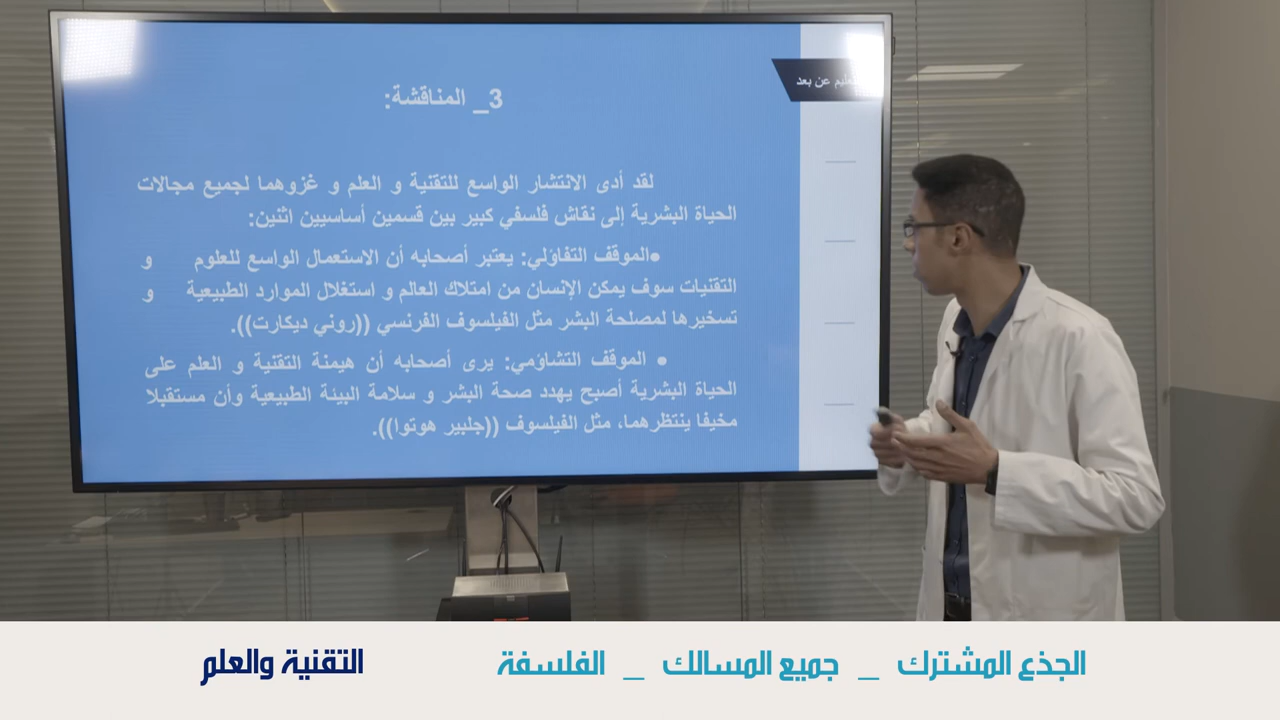 عن بعد
3_ المناقشة:
لقد أدى الانتشار الواسع للتقنية و العلم و غزوهما لجميع مجالات
الحياة البشرية إلى نقاش فلسفي كبير بين قسمين أساسيين اثنين:
•الموقف التفاؤلي: يعتبر أصحابه أن الاستعمال الواسع للعلوم و
التقنيات سوف يمكن الإنسان من امتلاك العالم و استغلال الموارد الطبيعية و
تسخيرها لمصلحة البشر مثل الفيلسوف الفرنسي ((روني ديكارت)).
• الموقف التشاؤمي: يرى أصحابه أن هيمنة التقنية و العلم على
الحياة البشرية أصبح يهدد صحة البشر و سلامة البيئة الطبيعية وأن مستقبلا
مخيفا ينتظرهما، مثل الفيلسوف ((جلبير هوتوا)).
الجذع المشترك _ جميع المسالك _ الفلسفة
التقنية والعلم